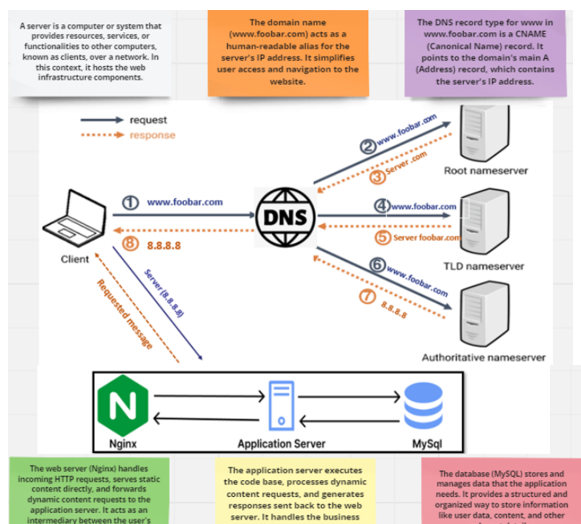 A server is a computer or system that
provides resources, services, or
functionalities to other computers,
known as clients, over a network. In
this context, it hosts the web
infrastructure components.
The domain name
(www.foobar.com) acts as a
human-readable alias for the
server's IP address. It simplifies
user access and navigation to the
website.
The DNS record type for www in
www.foobar.com is a CNAME
(Canonical Name) record. It
points to the domain's main A
(Address) record, which contains
the server's IP address.
request
response
② www.foobar.com
③ Server .com
Root nameserver
① www.foobar.com
DNS
④ www.foobar.com
⑧ 8.8.8.8
⑤ Server foobar.com
Client
TLD nameserver
⑥ www.foobar.com
⑦ 8.8.8.8
Server (8.8.8.8)
Requested message
Authoritative nameserver
N
Nginx
Application Server
MySql
The web server (Nginx) handles
incoming HTTP requests, serves static
content directly, and forwards
dynamic content requests to the
application server. It acts as an
intermediary between the user's
The application server executes
the code base, processes dynamic
content requests, and generates
responses sent back to the web
server. It handles the business
The database (MySQL) stores and
manages data that the application
needs. It provides a structured and
organized way to store information
like user data, content, and other